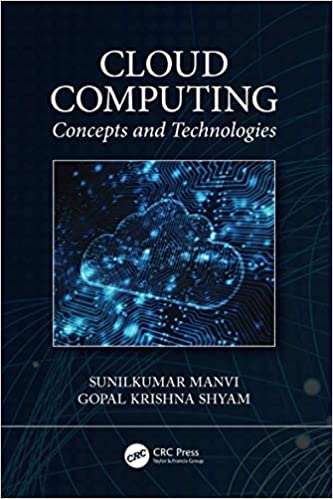 CLOUD
COMPUTING
Concepts and Technologies
SUNILKUMAR MANVI
GOPAL KRISHNA SHYAM
CRC
CRC Press
Taylor & Francis Group